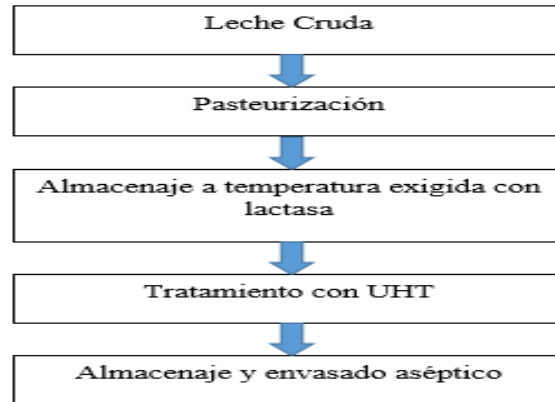 Leche Cruda
Pasteurización
Almacenaje a temperatura exigida con
lactasa
Tratamiento con UHT
Almacenaje y envasado aséptico